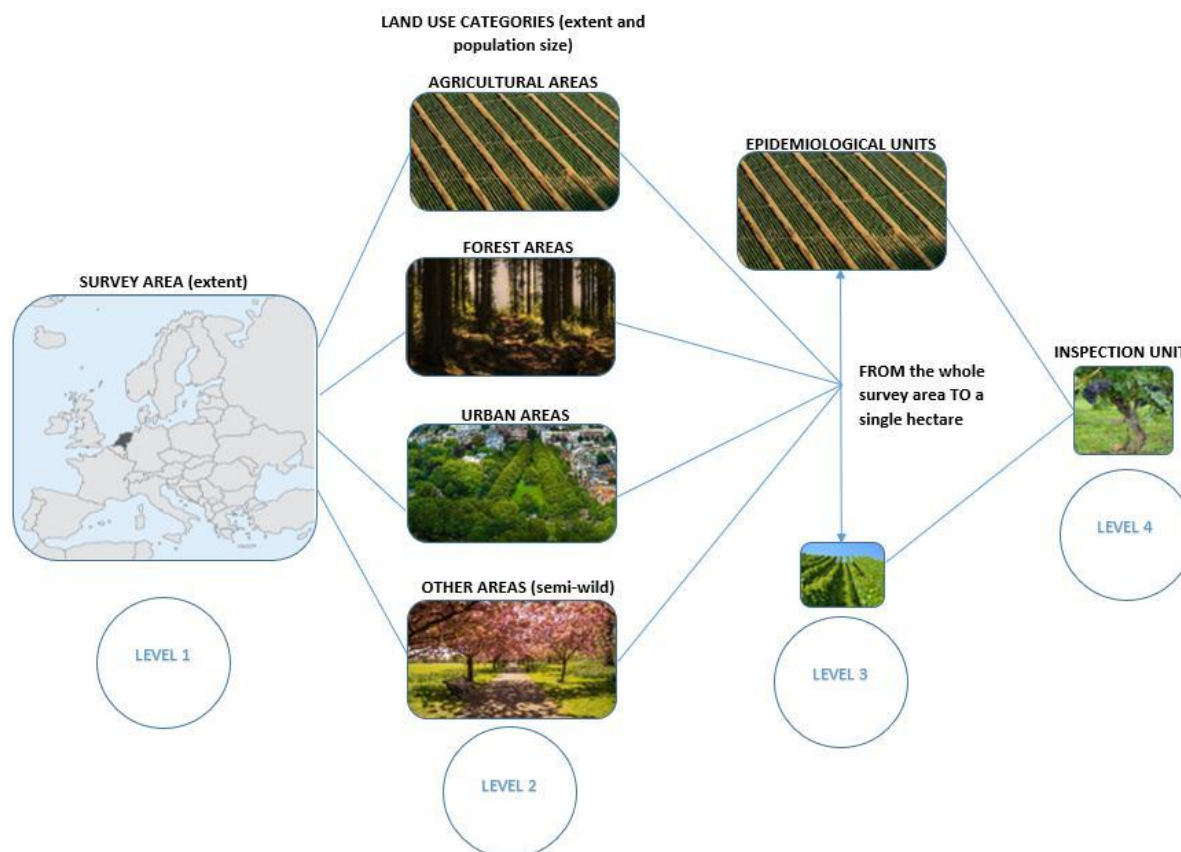 LAND USE CATEGORIES (extent and
population size)
AGRICULTURAL AREAS
EPIDEMIOLOGICAL UNITS
FOREST AREAS
SURVEY AREA (extent)
INSPECTION UNIT
FROM the whole
survey area TO a
single hectare
URBAN AREAS
LEVEL 4
OTHER AREAS (semi-wild)
LEVEL 1
LEVEL 3
LEVEL 2